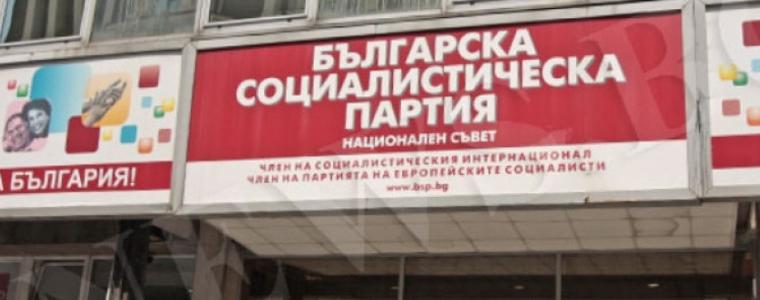 БЪЛГАРСКА
СОЦИАЛИСТИЧЕСКА
ПАРТИЯ
НАЦИОНАЛЕН СЪВЕТ
ЧЛЕН НА СОЦИАЛИСТИЧЕСКИЯ ИНТЕРНАЦИОНАЛ
ЧЛЕН НА ПАРТИЯТА НА ЕВРОПЕЙСКИТЕ СОЦИАЛИСТИ
www.bsp.bg
А БЪЛГАРИЯ!